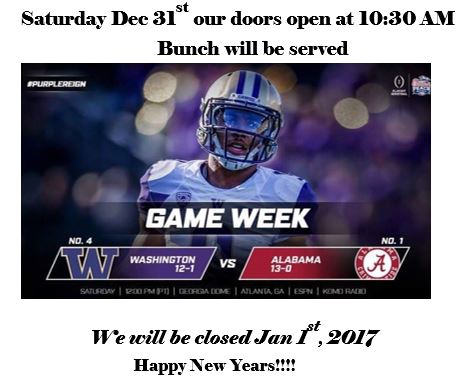 Saturday Dec 31st our doors open at 10:30 AM
Bunch will be served
#PURPLEREIGN
GAME WEEK
NO. 4
NO. 1
W WASHINGTON 12-1 VS ALABAMA 13-0 A
SATURDAY | 12:00 PM (PT) | GEORGIA DOME | ATLANTA, GA | ESPN | KOMO RADIO
We will be closed Jan 1st, 2017
Happy New Years!!!!